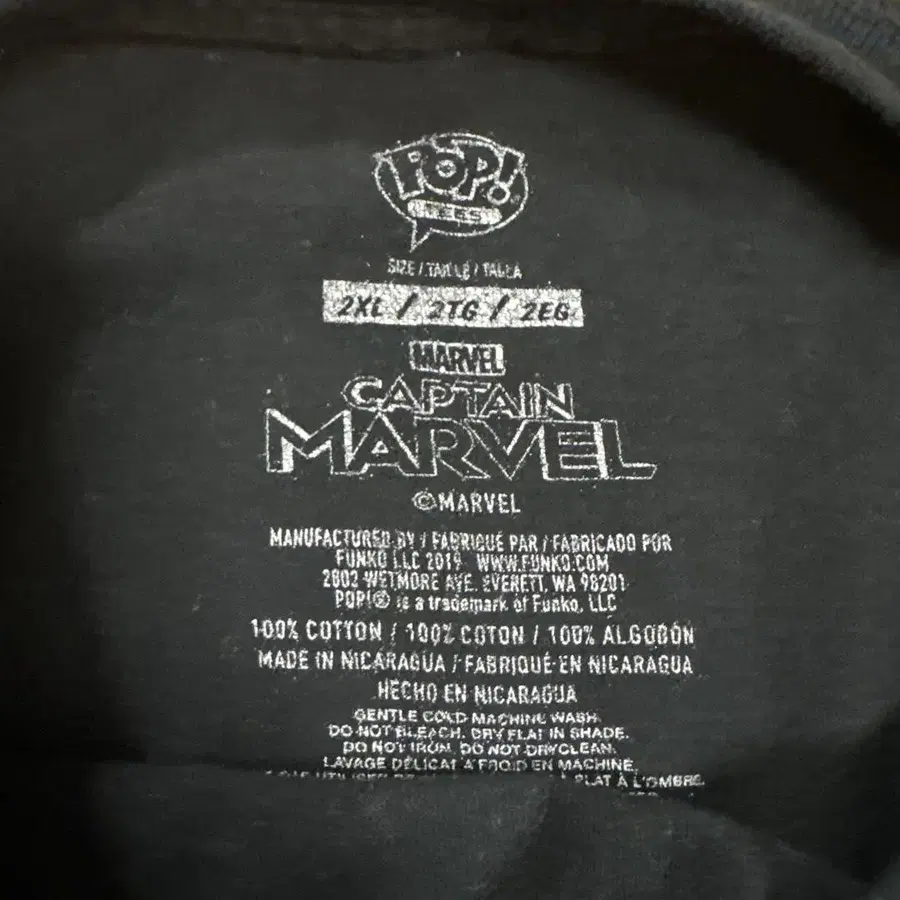 POP!
TEES
SIZE / TAILLE / TALLA
2XL / 2TG / 2EG
MARVEL
CAPTAIN
MARVEL
©MARVEL
MANUFACTURED BY / FABRIQUÉ PAR / FABRICADO POR
FUNKO LLC 2019 WWW.FUNKO.COM
2802 WETMORE AVE. EVERETT, WA 98201
POP!® is a trademark of Funko, LLC
100% COTTON / 100% COTON / 100% ALGODÓN
MADE IN NICARAGUA / FABRIQUÉ EN NICARAGUA
HECHO EN NICARAGUA
GENTLE COLD MACHINE WASH.
DO NOT BLEACH. DRY FLAT IN SHADE.
DO NOT IRON. DO NOT DRYCLEAN.
LAVAGE DÉLICAT À FROID EN MACHINE.
UTILISER PLAT À L'OMBRE.